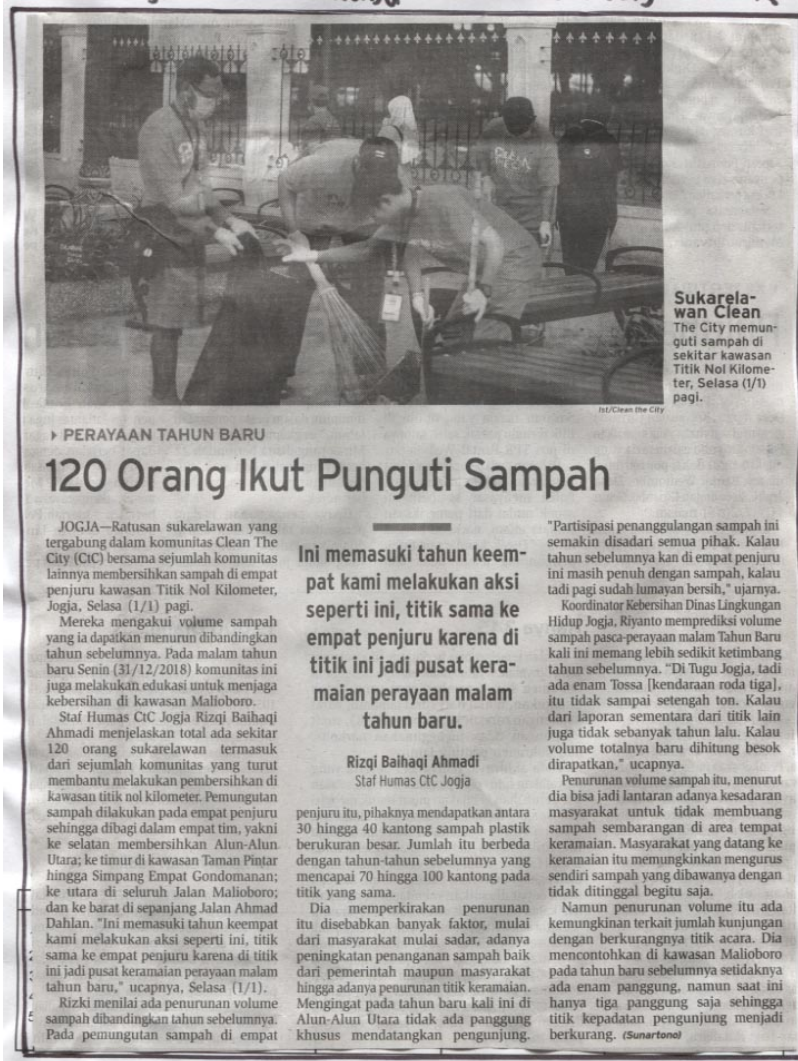 Sukarela-
wan Clean
The City memun-
guti sampah di
sekitar kawasan
Titik Nol Kilome-
ter, Selasa (1/1)
pagi.
Ist/Clean the City
PERAYAAN TAHUN BARU
120 Orang Ikut Punguti Sampah
JOGJA—Ratusan sukarelawan yang
tergabung dalam komunitas Clean The
City (CtC) bersama sejumlah komunitas
lainnya membersihkan sampah di empat
penjuru kawasan Titik Nol Kilometer,
Jogja, Selasa (1/1) pagi.
Mereka mengakui volume sampah
yang ia dapatkan menurun dibandingkan
tahun sebelumnya. Pada malam tahun
baru Senin (31/12/2018) komunitas ini
juga melakukan edukasi untuk menjaga
kebersihan di kawasan Malioboro.
Staf Humas CtC Jogja Rizqi Baihaqi
Ahmadi menjelaskan total ada sekitar
120 orang sukarelawan termasuk
dari sejumlah komunitas yang turut
membantu melakukan pembersihkan di
kawasan titik nol kilometer. Pemungutan
sampah dilakukan pada empat penjuru
sehingga dibagi dalam empat tim, yakni
ke selatan membersihkan Alun-Alun
Utara; ke timur di kawasan Taman Pintar
hingga Simpang Empat Gondomanan;
ke utara di seluruh Jalan Malioboro;
dan ke barat di sepanjang Jalan Ahmad
Dahlan. "Ini memasuki tahun keempat
kami melakukan aksi seperti ini, titik
sama ke empat penjuru karena di titik
ini jadi pusat keramaian perayaan malam
tahun baru," ucapnya, Selasa (1/1).
Rizki menilai ada penurunan volume
sampah dibandingkan tahun sebelumnya.
Pada pemungutan sampah di empat
Ini memasuki tahun keem-
pat kami melakukan aksi
seperti ini, titik sama ke
empat penjuru karena di
titik ini jadi pusat kera-
maian perayaan malam
tahun baru.
Rizqi Baihaqi Ahmadi
Staf Humas CtC Jogja
penjuru itu, pihaknya mendapatkan antara
30 hingga 40 kantong sampah plastik
berukuran besar. Jumlah itu berbeda
dengan tahun-tahun sebelumnya yang
mencapai 70 hingga 100 kantong pada
titik yang sama.
Dia memperkirakan penurunan
itu disebabkan banyak faktor, mulai
dari masyarakat mulai sadar, adanya
peningkatan penanganan sampah baik
dari pemerintah maupun masyarakat
hingga adanya penurunan titik keramaian.
Mengingat pada tahun baru kali ini di
Alun-Alun Utara tidak ada panggung
khusus mendatangkan pengunjung.
"Partisipasi penanggulangan sampah ini
semakin disadari semua pihak. Kalau
tahun sebelumnya kan di empat penjuru
ini masih penuh dengan sampah, kalau
tadi pagi sudah lumayan bersih," ujarnya.
Koordinator Kebersihan Dinas Lingkungan
Hidup Jogja, Riyanto memprediksi volume
sampah pasca-perayaan malam Tahun Baru
kali ini memang lebih sedikit ketimbang
tahun sebelumnya. "Di Tugu Jogja, tadi
ada enam Tossa [kendaraan roda tiga],
itu tidak sampai setengah ton. Kalau
dari laporan sementara dari titik lain
juga tidak sebanyak tahun lalu. Kalau
volume totalnya baru dihitung besok
dirapatkan," ucapnya.
Penurunan volume sampah itu, menurut
dia bisa jadi lantaran adanya kesadaran
masyarakat untuk tidak membuang
sampah sembarangan di area tempat
keramaian. Masyarakat yang datang ke
keramaian itu memungkinkan mengurus
sendiri sampah yang dibawanya dengan
tidak ditinggal begitu saja.
Namun penurunan volume itu ada
kemungkinan terkait jumlah kunjungan
dengan berkurangnya titik acara. Dia
mencontohkan di kawasan Malioboro
pada tahun baru sebelumnya setidaknya
ada enam panggung, namun saat ini
hanya tiga panggung saja sehingga
titik kepadatan pengunjung menjadi
berkurang. (Sunartono)